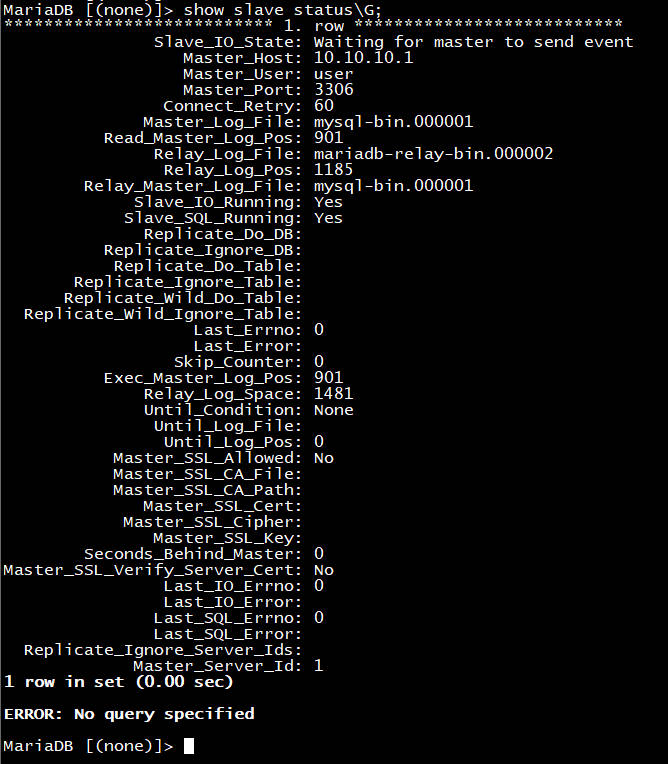 MariaDB [(none)]> show slave status\G;
*************************** 1. row ***************************
Slave_IO_State: Waiting for master to send event
Master_Host: 10.10.10.1
Master_User: user
Master_Port: 3306
Connect_Retry: 60
Master_Log_File: mysql-bin.000001
Read_Master_Log_Pos: 901
Relay_Log_File: mariadb-relay-bin.000002
Relay_Log_Pos: 1185
Relay_Master_Log_File: mysql-bin.000001
Slave_IO_Running: Yes
Slave_SQL_Running: Yes
Replicate_Do_DB:
Replicate_Ignore_DB:
Replicate_Do_Table:
Replicate_Ignore_Table:
Replicate_Wild_Do_Table:
Replicate_Wild_Ignore_Table:
Last_Errno: 0
Last_Error:
Skip_Counter: 0
Exec_Master_Log_Pos: 901
Relay_Log_Space: 1481
Until_Condition: None
Until_Log_File:
Until_Log_Pos: 0
Master_SSL_Allowed: No
Master_SSL_CA_File:
Master_SSL_CA_Path:
Master_SSL_Cert:
Master_SSL_Cipher:
Master_SSL_Key:
Seconds_Behind_Master: 0
Master_SSL_Verify_Server_Cert: No
Last_IO_Errno: 0
Last_IO_Error:
Last_SQL_Errno: 0
Last_SQL_Error:
Replicate_Ignore_Server_Ids:
Master_Server_Id: 1
1 row in set (0.00 sec)
ERROR: No query specified
MariaDB [(none)]>